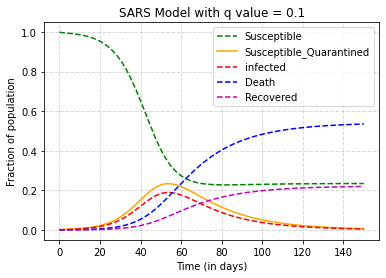 SARS Model with q value = 0.1
Susceptible
Susceptible_Quarantined
infected
Death
Recovered
Fraction of population
1.0
0.8
0.6
0.4
0.2
0.0
0 20 40 60 80 100 120 140
Time (in days)